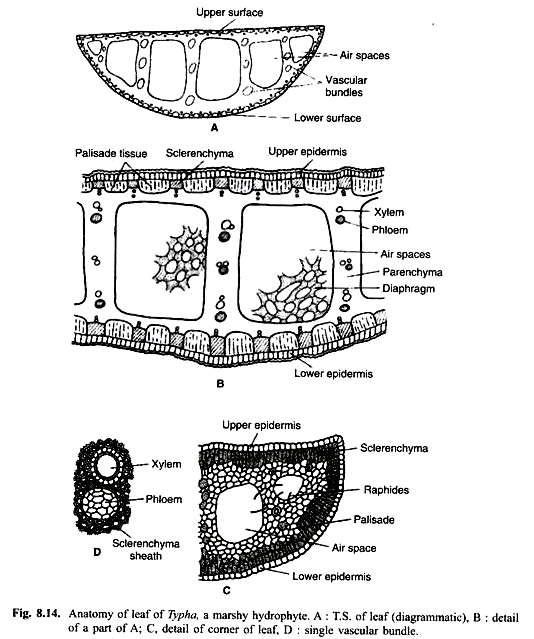 Upper surface
Air spaces
Vascular
bundles
Lower surface
A
Palisade tissue Sclerenchyma Upper epidermis
Xylem
Phloem
Air spaces
Parenchyma
Diaphragm
Lower epidermis
B
Upper epidermis
Sclerenchyma
Xylem
Raphides
Phloem
Palisade
Sclerenchyma
sheath
D
Air space
Lower epidermis
C
Fig. 8.14. Anatomy of leaf of Typha, a marshy hydrophyte. A : T.S. of leaf (diagrammatic), B : detail
of a part of A; C, detail of corner of leaf, D : single vascular bundle.